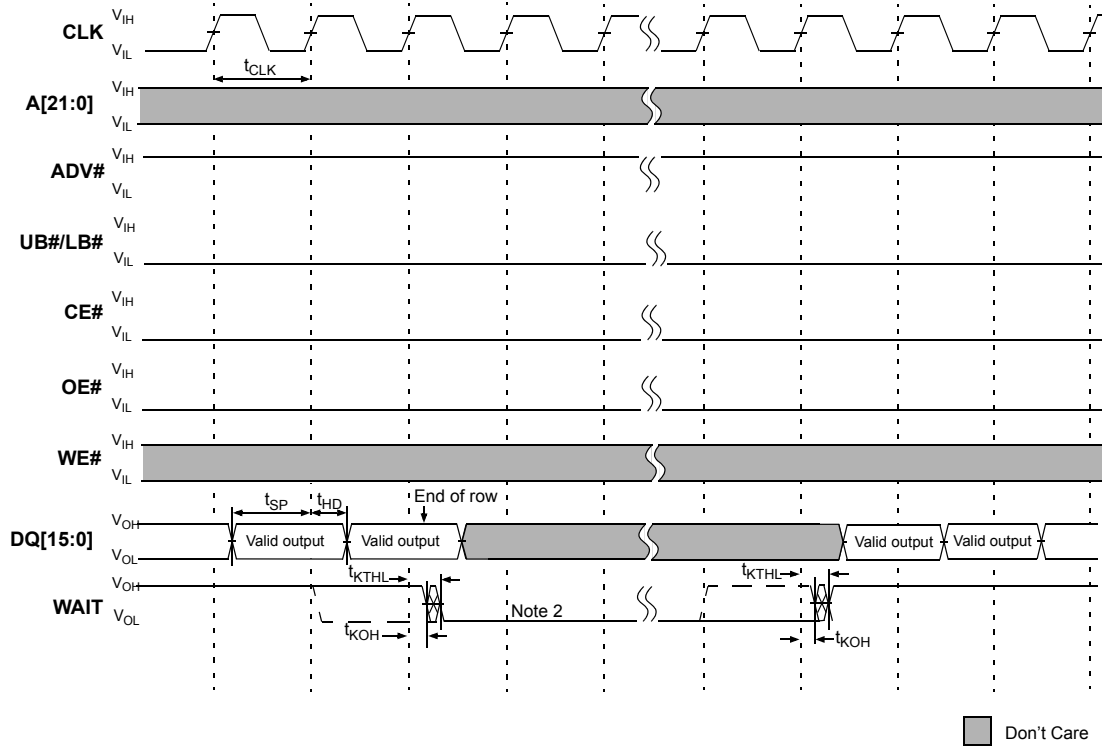 CLK V_IH
V_IL
t_CLK
A[21:0] V_IH
V_IL
ADV# V_IH
V_IL
UB#/LB# V_IH
V_IL
CE# V_IH
V_IL
OE# V_IH
V_IL
WE# V_IH
V_IL
t_SP t_HD End of row
DQ[15:0] V_OH
V_OL
Valid output Valid output Valid output Valid output
t_KTHL t_KTHL
WAIT V_OH
V_OL
Note 2
t_KOH t_KOH
Don't Care